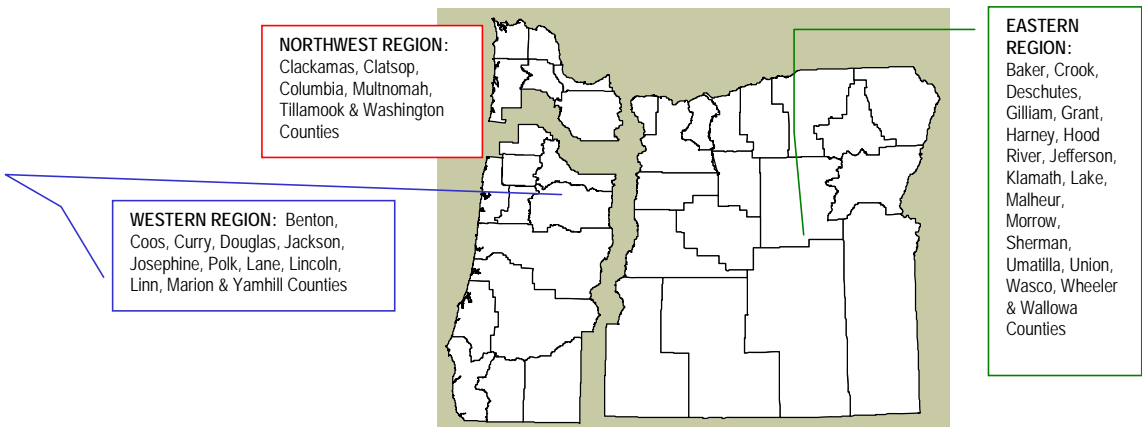 NORTHWEST REGION:
Clackamas, Clatsop,
Columbia, Multnomah,
Tillamook & Washington
Counties
WESTERN REGION: Benton,
Coos, Curry, Douglas, Jackson,
Josephine, Polk, Lane, Lincoln,
Linn, Marion & Yamhill Counties
EASTERN
REGION:
Baker, Crook,
Deschutes,
Gilliam, Grant,
Harney, Hood
River, Jefferson,
Klamath, Lake,
Malheur,
Morrow,
Sherman,
Umatilla, Union,
Wasco, Wheeler
& Wallowa
Counties